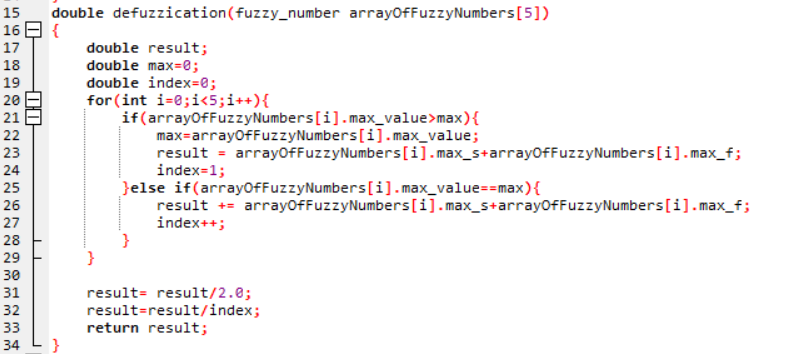 15 double defuzzication(fuzzy_number arrayOfFuzzyNumbers[5])
16 {
17     double result;
18     double max=0;
19     double index=0;
20     for(int i=0;i<5;i++){
21         if(arrayOfFuzzyNumbers[i].max_value>max){
22             max=arrayOfFuzzyNumbers[i].max_value;
23             result = arrayOfFuzzyNumbers[i].max_s+arrayOfFuzzyNumbers[i].max_f;
24             index=1;
25         }else if(arrayOfFuzzyNumbers[i].max_value==max){
26             result += arrayOfFuzzyNumbers[i].max_s+arrayOfFuzzyNumbers[i].max_f;
27             index++;
28         }
29     }
30
31     result= result/2.0;
32     result=result/index;
33     return result;
34 }